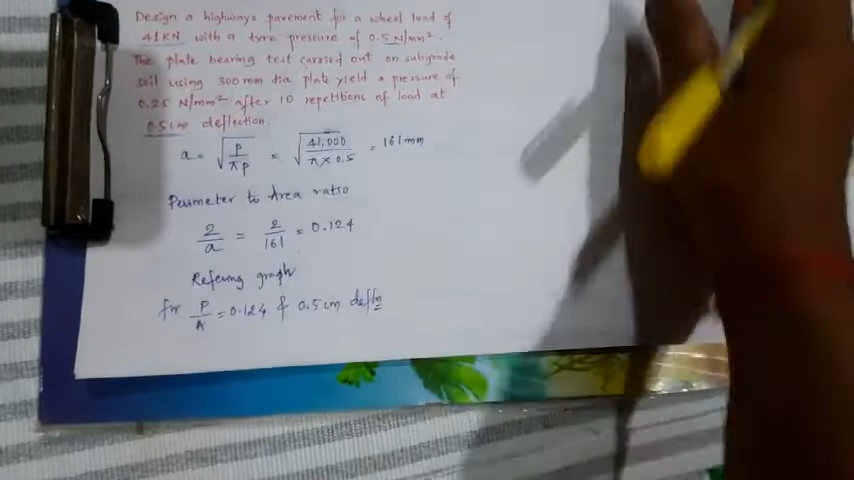 Design a highways pavement for a wheel load of
41KN with a tyre pressure of 0.5 N/mm².
The plate bearing test carried out on subgrade
soil using 300mm dia plate yield a pressure of
0.25 N/mm² after 10 repetitions of load at
0.5cm deflection.
a = √(P/πp) = √(41,000/π×0.5) = 161mm
Perimeter to Area ratio
2/a = 2/161 = 0.124
Refering graph
for P/A = 0.124 & 0.5cm defln